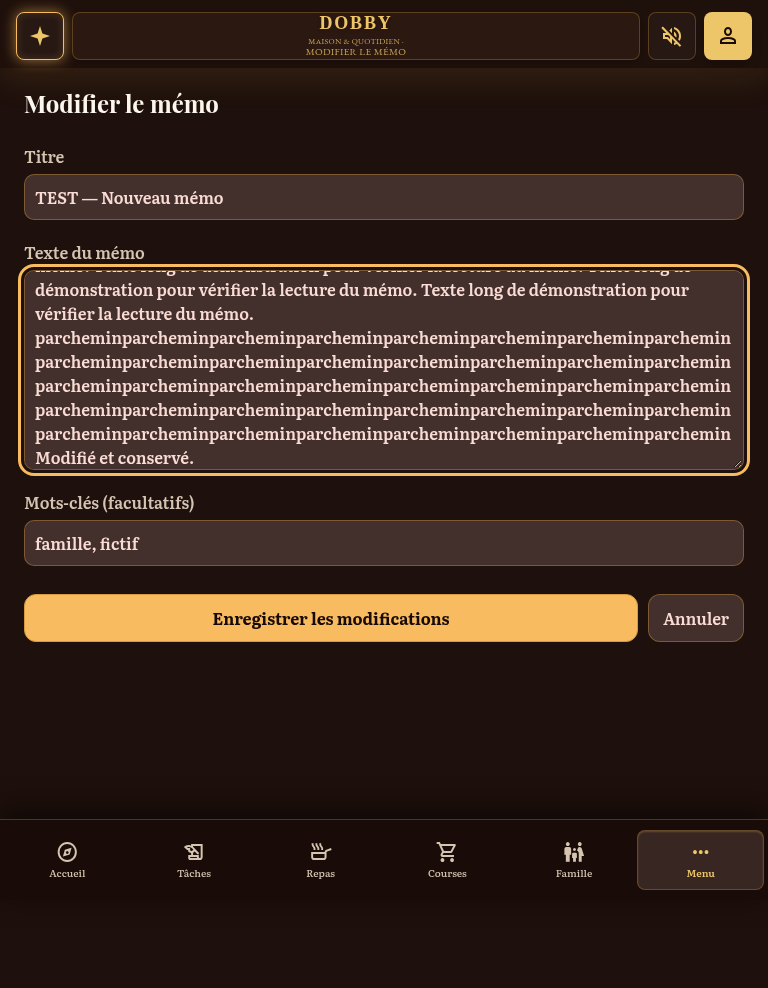 DOBBY
MAISON & QUOTIDIEN ·
MODIFIER LE MÉMO
Modifier le mémo
Titre
TEST — Nouveau mémo
Texte du mémo
démonstration pour vérifier la lecture du mémo. Texte long de démonstration pour
vérifier la lecture du mémo.
parcheminparcheminparcheminparcheminparcheminparcheminparcheminparchemin
parcheminparcheminparcheminparcheminparcheminparcheminparcheminparchemin
parcheminparcheminparcheminparcheminparcheminparcheminparcheminparchemin
parcheminparcheminparcheminparcheminparcheminparcheminparcheminparchemin
parcheminparcheminparcheminparcheminparcheminparcheminparcheminparchemin
Modifié et conservé.
Mots-clés (facultatifs)
famille, fictif
Enregistrer les modifications
Annuler
Accueil
Tâches
Repas
Courses
Famille
Menu